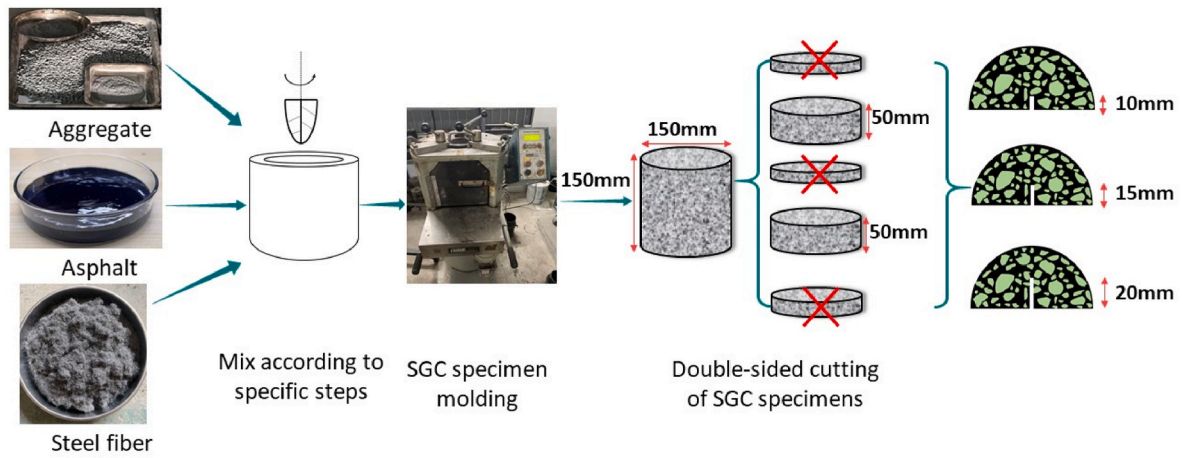 Aggregate
Asphalt
Steel fiber
Mix according to
specific steps
SGC specimen
molding
150mm
150mm
50mm
50mm
Double-sided cutting
of SGC specimens
10mm
15mm
20mm